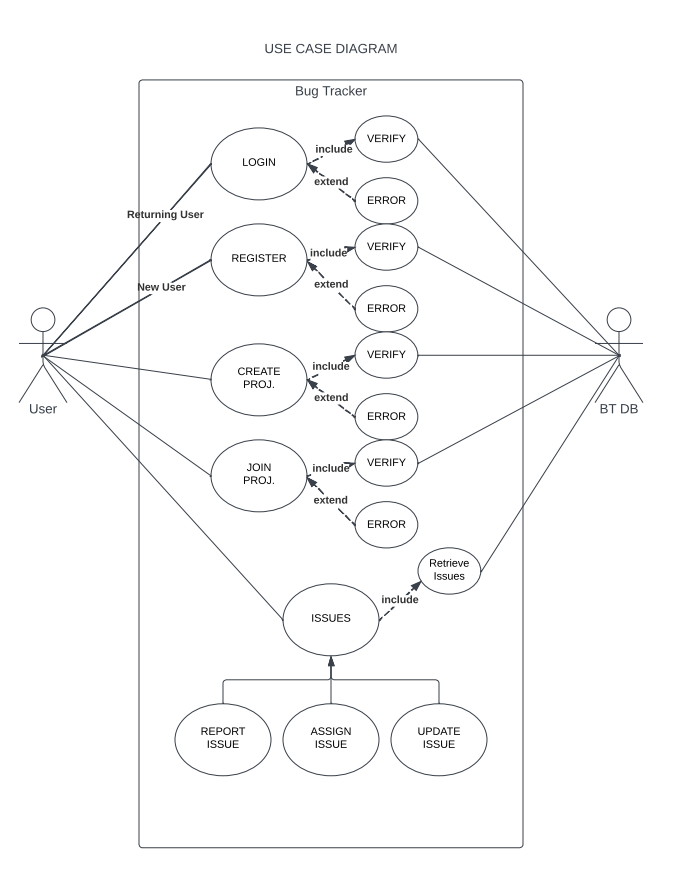 USE CASE DIAGRAM
Bug Tracker
VERIFY
include
LOGIN
extend
ERROR
Returning User
VERIFY
include
REGISTER
extend
New User
ERROR
VERIFY
include
CREATE
PROJ.
extend
User
BT DB
ERROR
VERIFY
include
JOIN
PROJ.
extend
ERROR
Retrieve
Issues
include
ISSUES
REPORT
ISSUE
ASSIGN
ISSUE
UPDATE
ISSUE